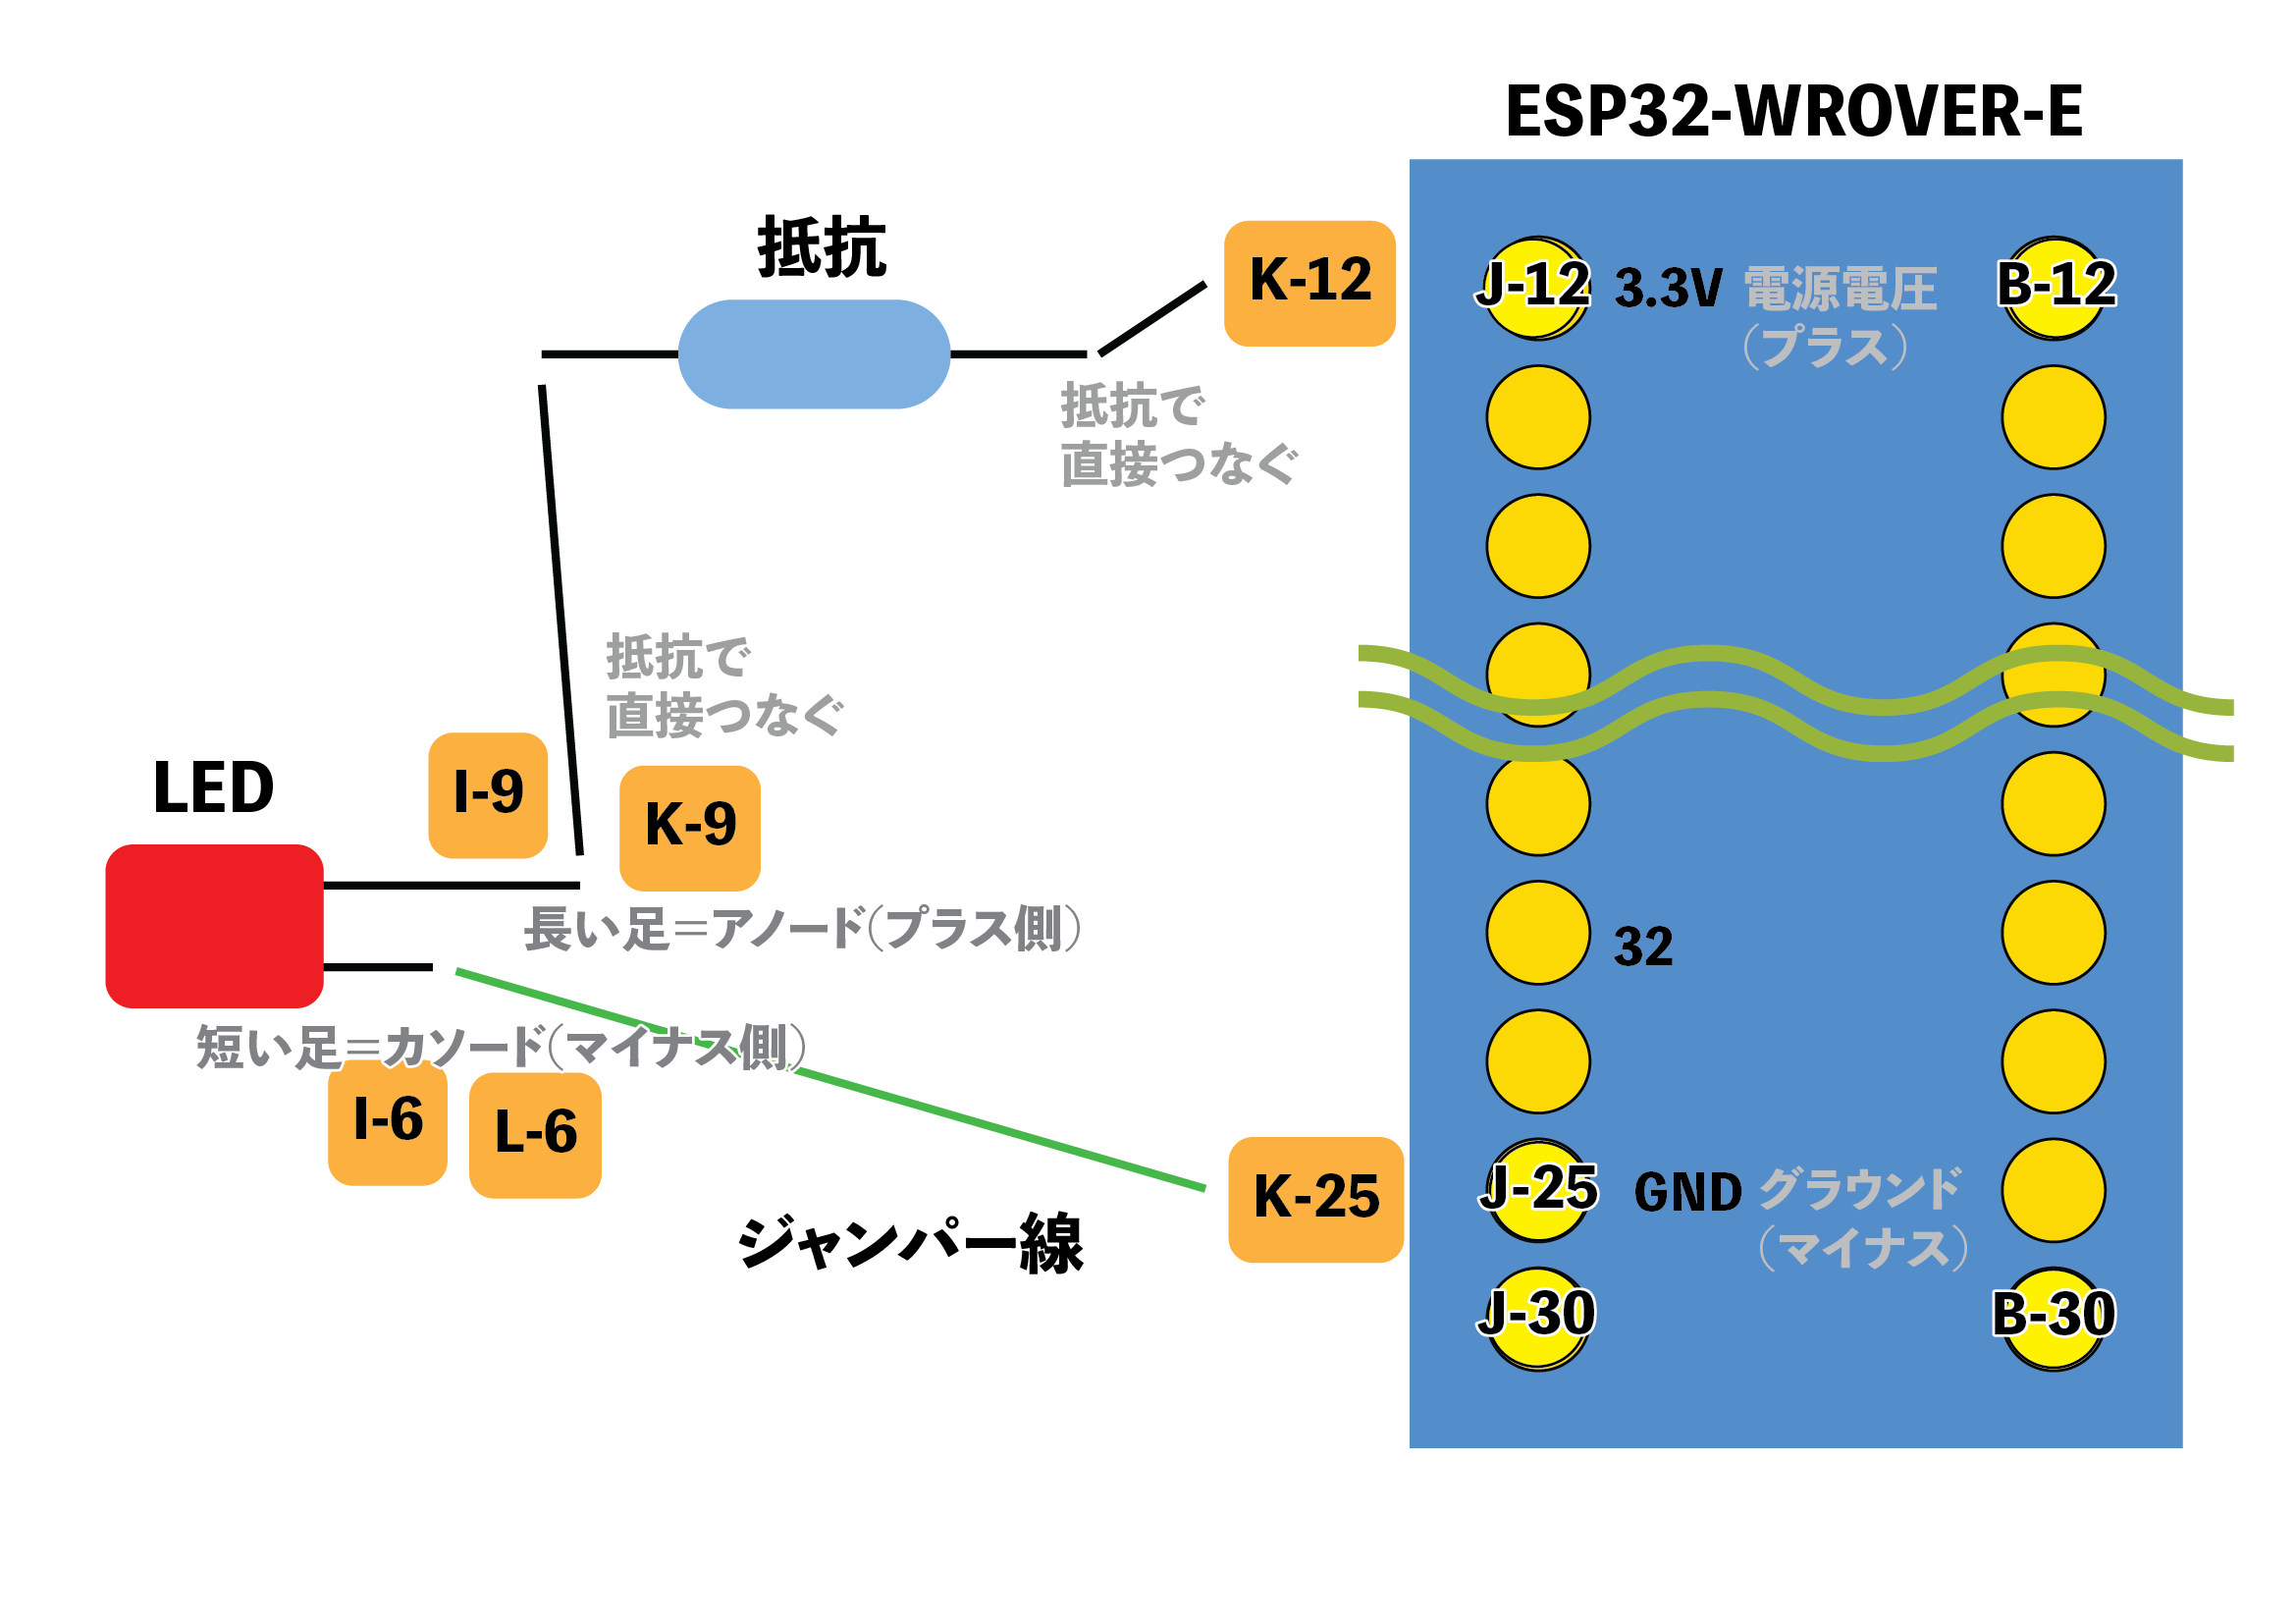 ESP32-WROVER-E
抵抗
K-12
J-12
3.3V
電源電圧
（プラス）
B-12
抵抗で
直接つなぐ
抵抗で
直接つなぐ
LED
I-9
K-9
長い足＝アノード（プラス側）
32
短い足＝カソード（マイナス側）
I-6
L-6
ジャンパー線
K-25
J-25
GND
グラウンド
（マイナス）
J-30
B-30